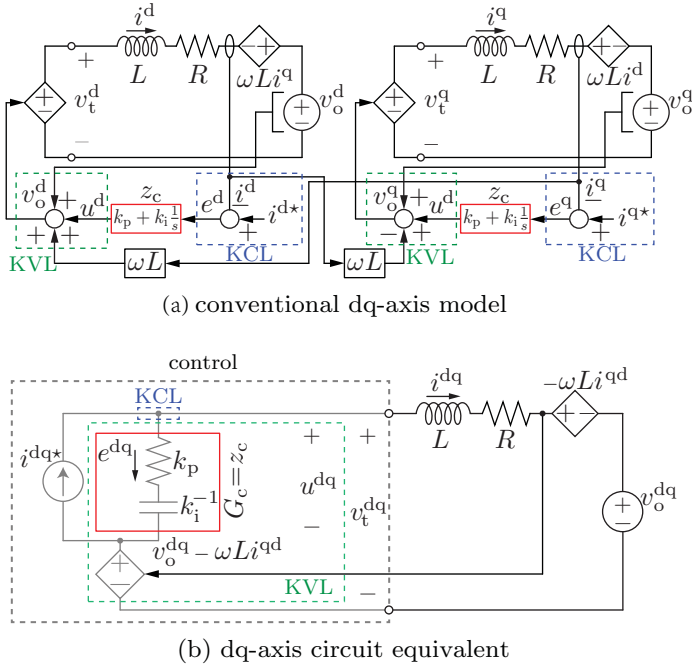 i^d i^q
+ L R − + ωLi^q + L R + − ωLi^d
v_t^d + − v_o^d + − v_t^q + − v_o^q + −
− −
v_o^d + u^d z_c e^d i^d − v_o^q + u^d z_c e^q i^q −
k_p + k_i 1/s i^d⋆ k_p + k_i 1/s i^q⋆
+ + + − + +
KVL ωL KCL ωL KVL KCL
(a) conventional dq-axis model
control
KCL i^dq −ωLi^qd
+ −
L R
i^dq⋆ e^dq k_p + +
k_i^−1 G_c=z_c u^dq v_t^dq v_o^dq + −
−
v_o^dq − ωLi^qd
+ −
KVL −
(b) dq-axis circuit equivalent